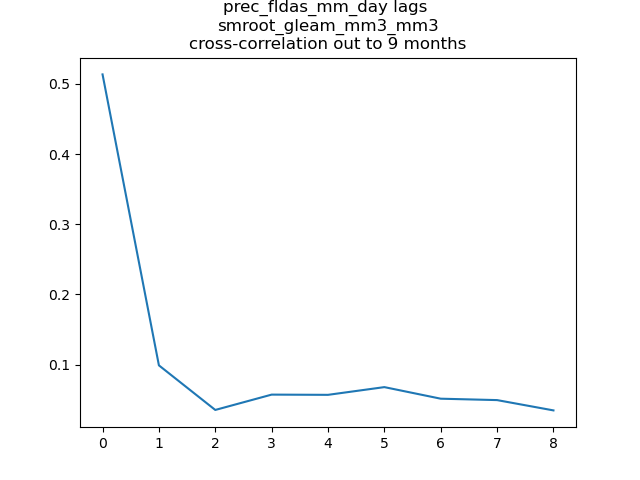 prec_fldas_mm_day lags
smroot_gleam_mm3_mm3
cross-correlation out to 9 months
0.5
0.4
0.3
0.2
0.1
0 1 2 3 4 5 6 7 8